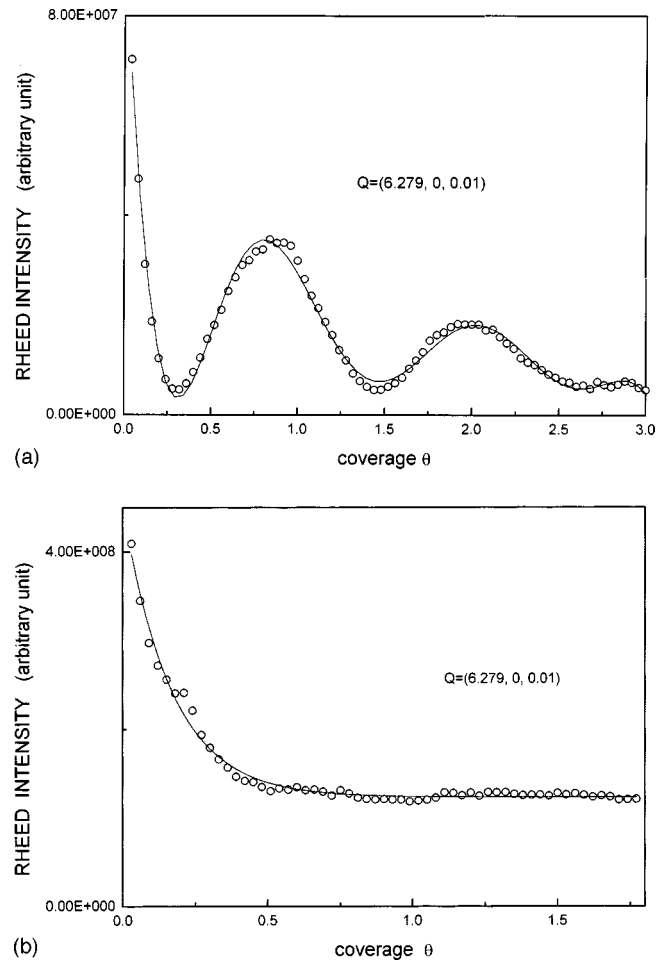 8.00E+007
RHEED INTENSITY (arbitrary unit)
Q=(6.279, 0, 0.01)
0.00E+000
0.0 0.5 1.0 1.5 2.0 2.5 3.0
(a)
coverage θ
4.00E+008
RHEED INTENSITY (arbitrary unit)
Q=(6.279, 0, 0.01)
0.00E+000
0.0 0.5 1.0 1.5
(b)
coverage θ